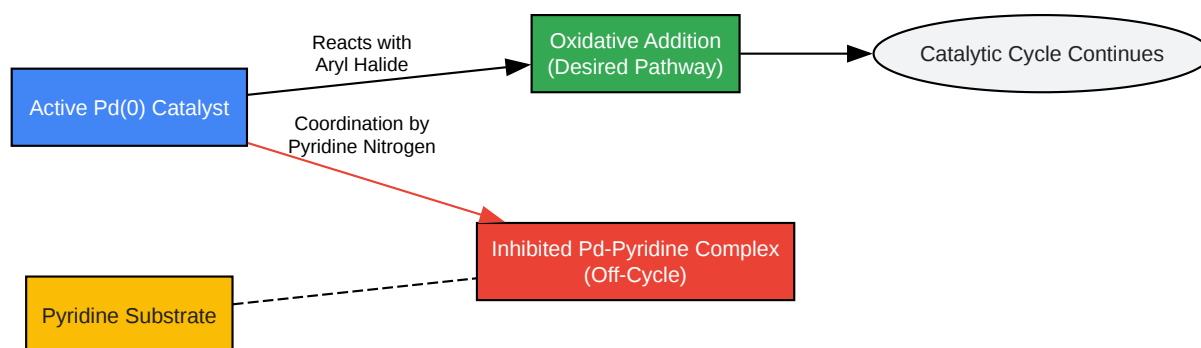 Reacts with
Aryl Halide
Oxidative Addition
(Desired Pathway)
Catalytic Cycle Continues
Active Pd(0) Catalyst
Coordination by
Pyridine Nitrogen
Inhibited Pd-Pyridine Complex
(Off-Cycle)
Pyridine Substrate